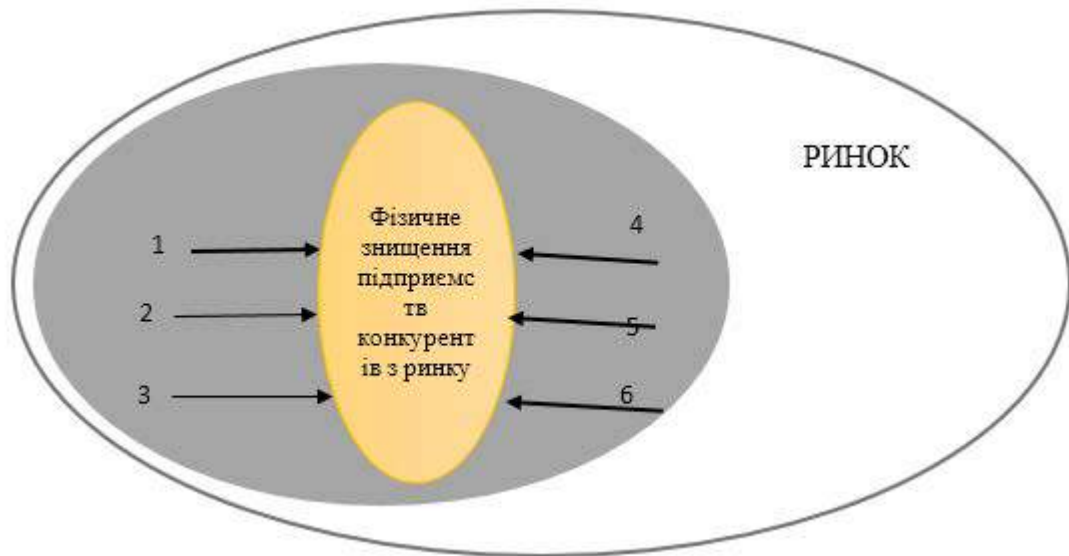 РИНОК
Фізичне
знищення
підприємс
тв
конкурент
ів з ринку
1
2
3
4
5
6